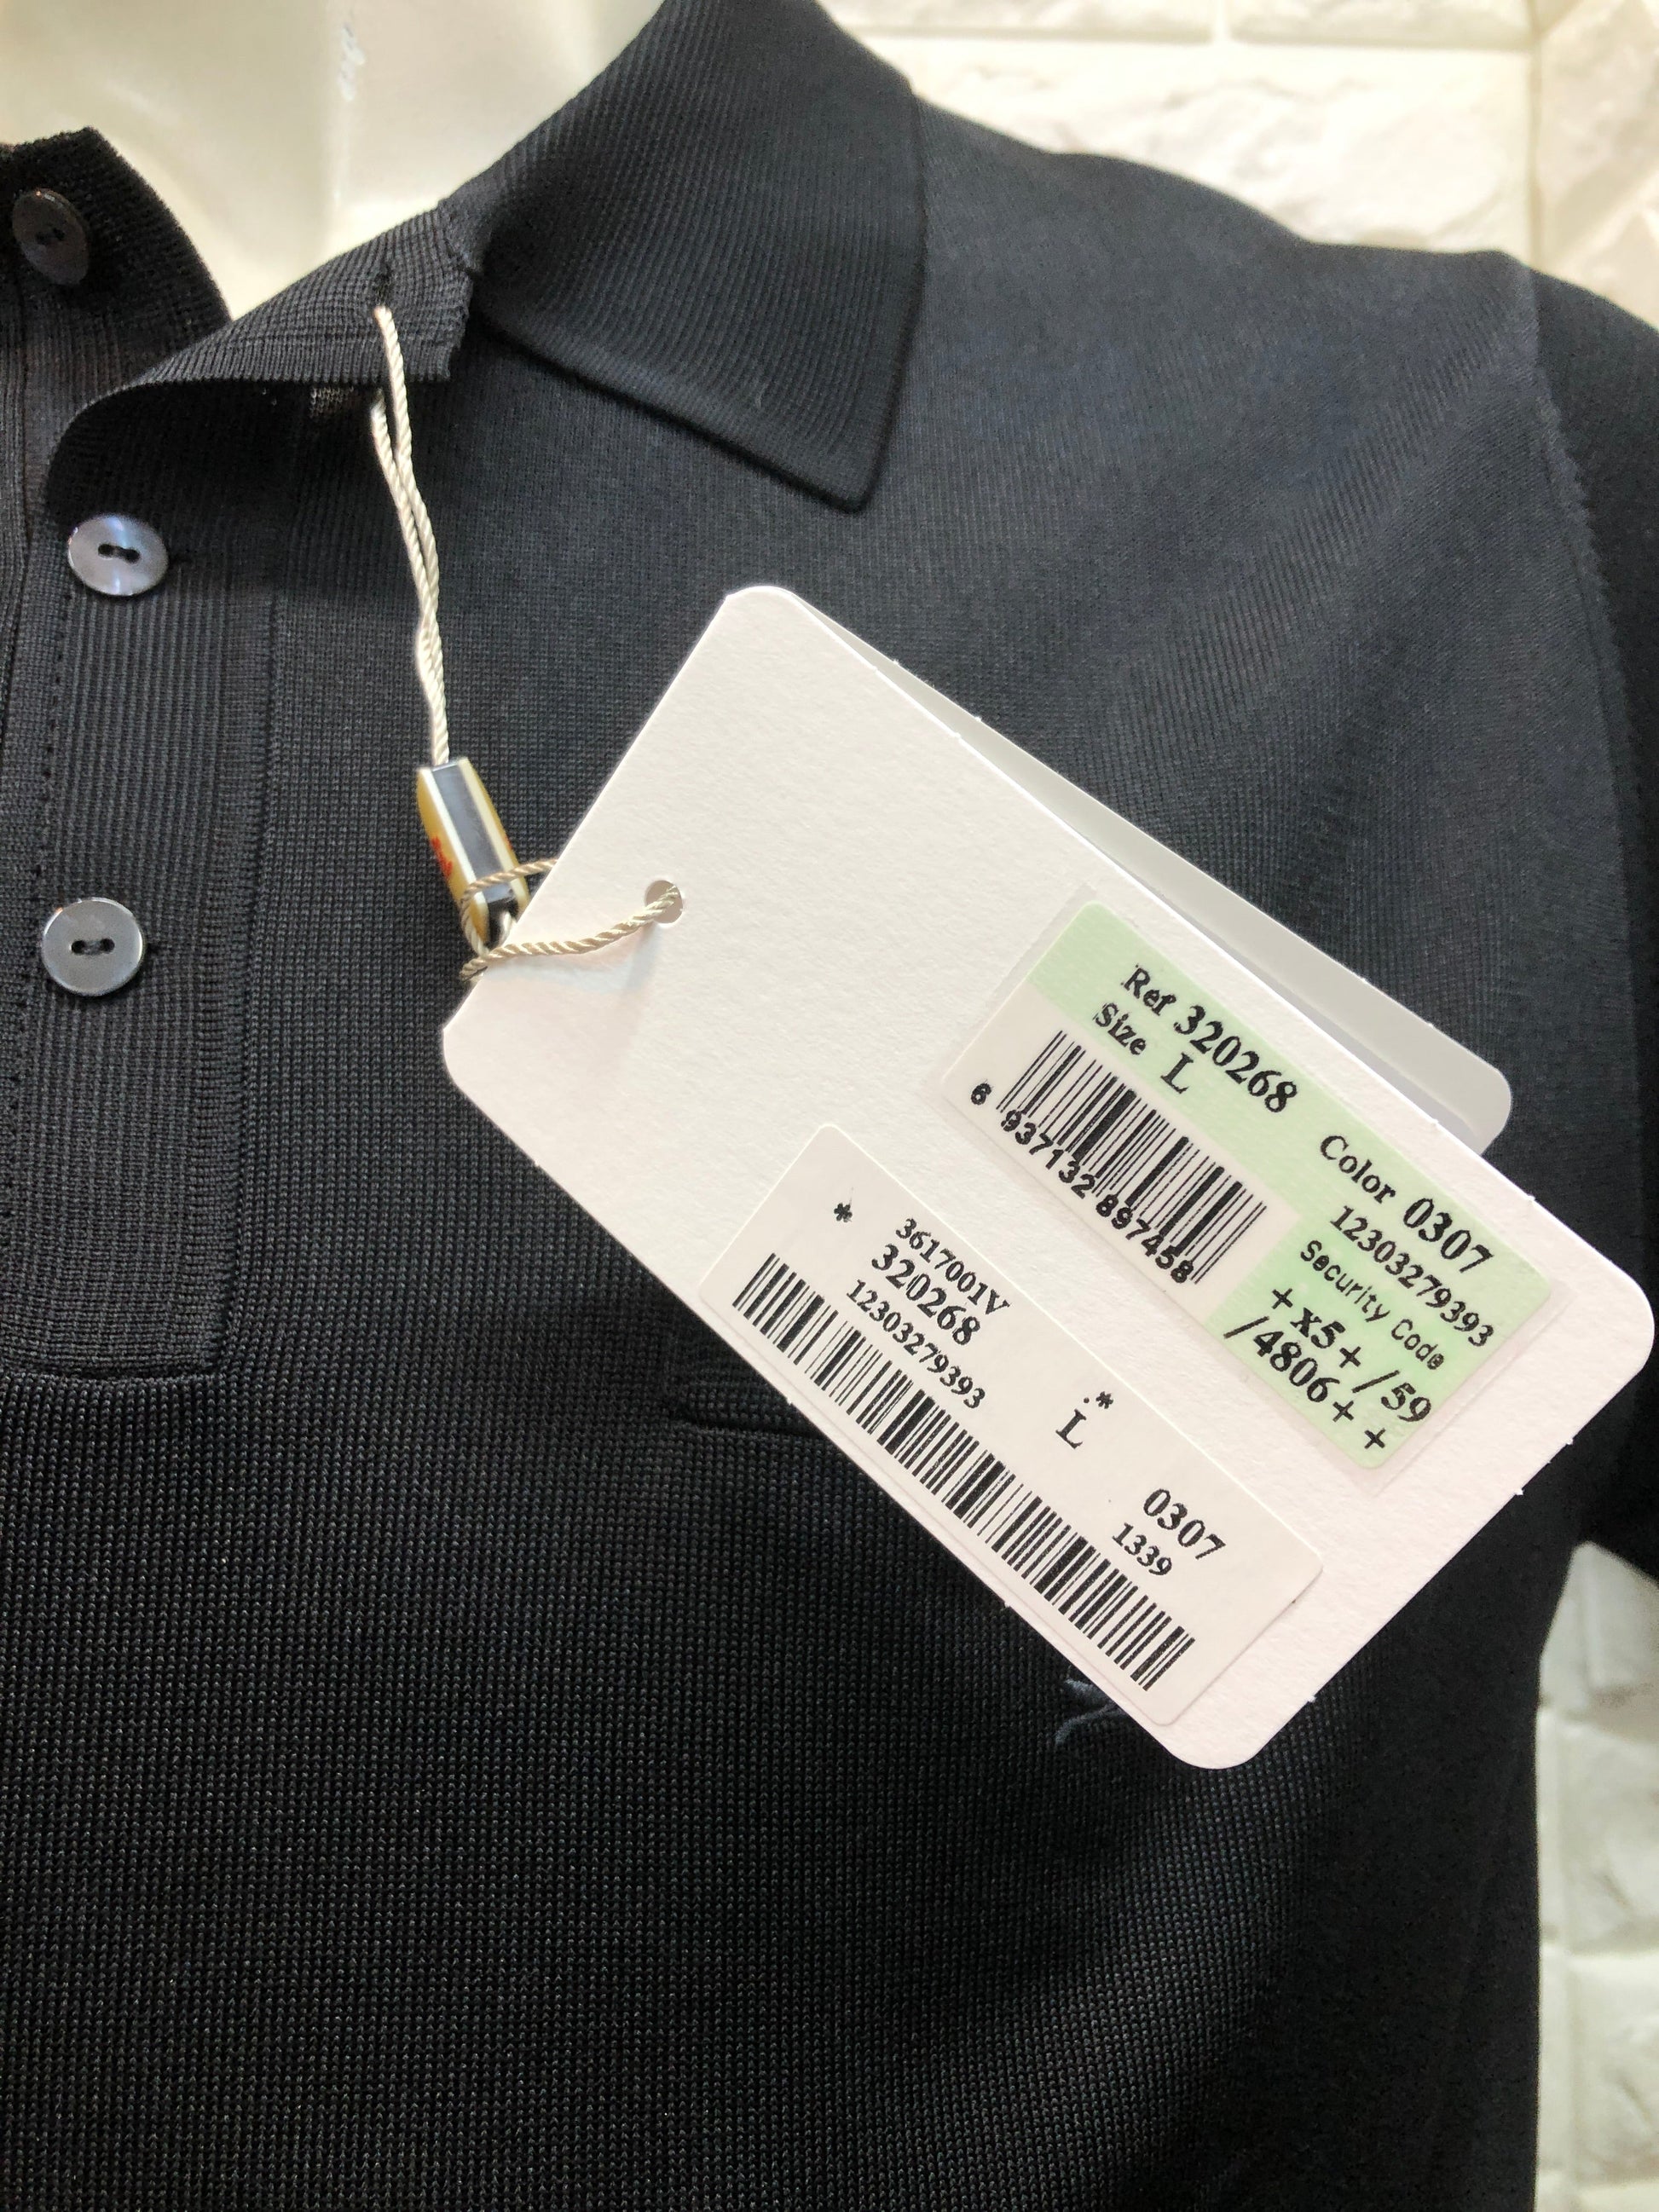 Ref 320268 Color 0307
Size L 12303279393
Security Code
+x5+/59
/4806++
6 937132 897458
* 3617001V .*
320268 L 0307
12303279393 1339